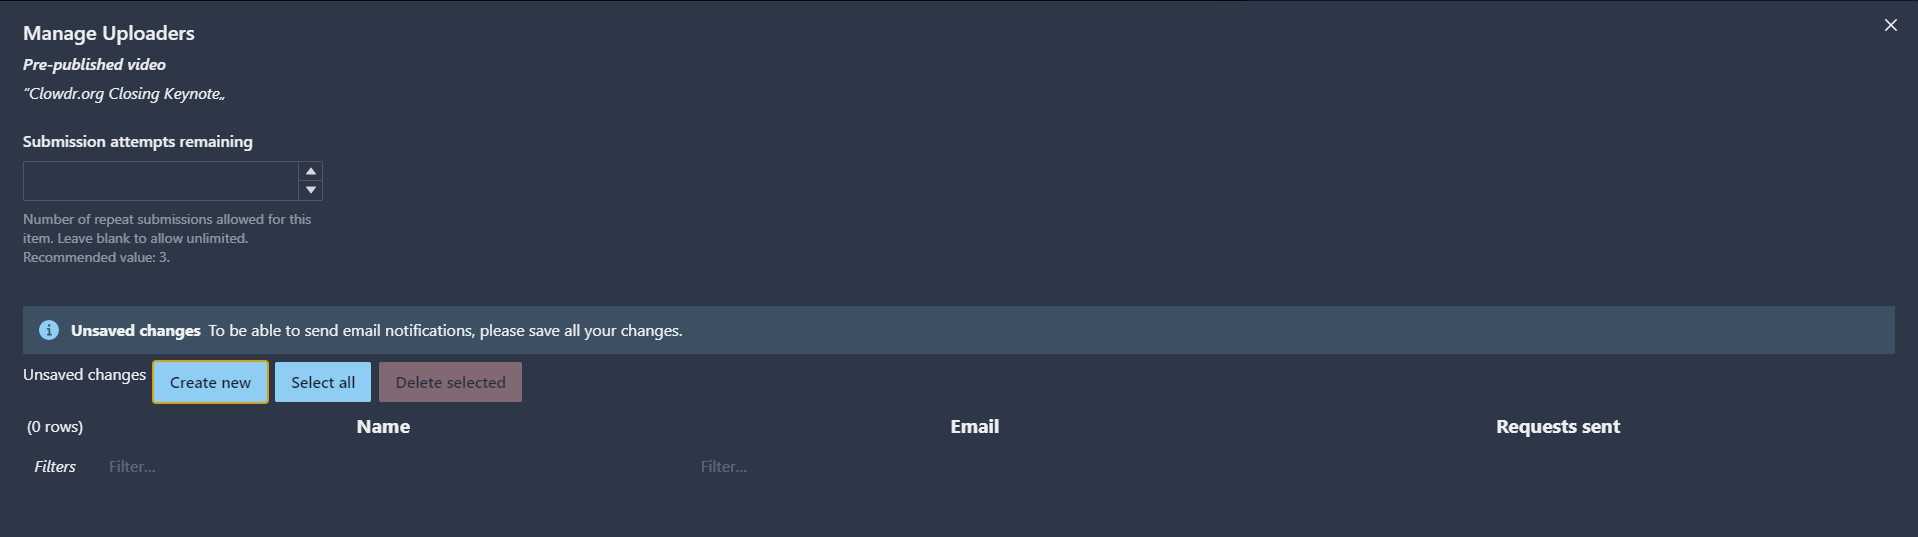 Manage Uploaders
Pre-published video
“Clowdr.org Closing Keynote„
Submission attempts remaining
Number of repeat submissions allowed for this
item. Leave blank to allow unlimited.
Recommended value: 3.
Unsaved changes To be able to send email notifications, please save all your changes.
Unsaved changes Create new Select all Delete selected
(0 rows) Name Email Requests sent
Filters Filter... Filter...